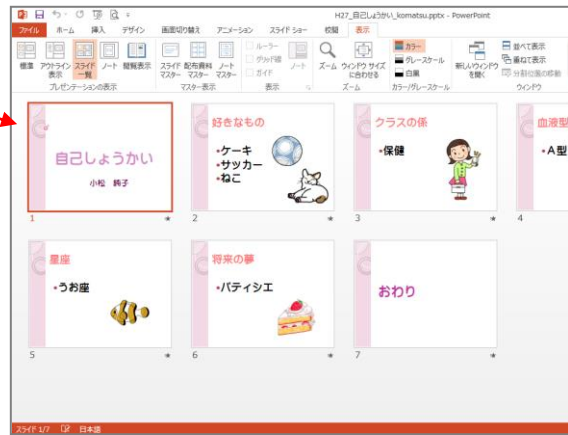 H27_自己しょうかい_komatsu.pptx - PowerPoint
ファイル ホーム 挿入 デザイン 画面切り替え アニメーション スライド ショー 校閲 表示
標準 アウトライン表示 スライド一覧 ノート 閲覧表示
プレゼンテーションの表示
スライドマスター 配布資料マスター ノートマスター
マスター表示
ルーラー
グリッド線
ガイド
ノート
表示
ズーム ウィンドウ サイズに合わせる
ズーム
カラー
グレースケール
白黒
カラー/グレースケール
新しいウィンドウを開く
並べて表示
重ねて表示
分割位置の移動
ウィンドウ
自己しょうかい
小松 純子
1
好きなもの
・ケーキ
・サッカー
・ねこ
2
クラスの係
・保健
3
血液型
・A型
4
星座
・うお座
5
将来の夢
・パティシエ
6
おわり
7
スライド 1/7 日本語